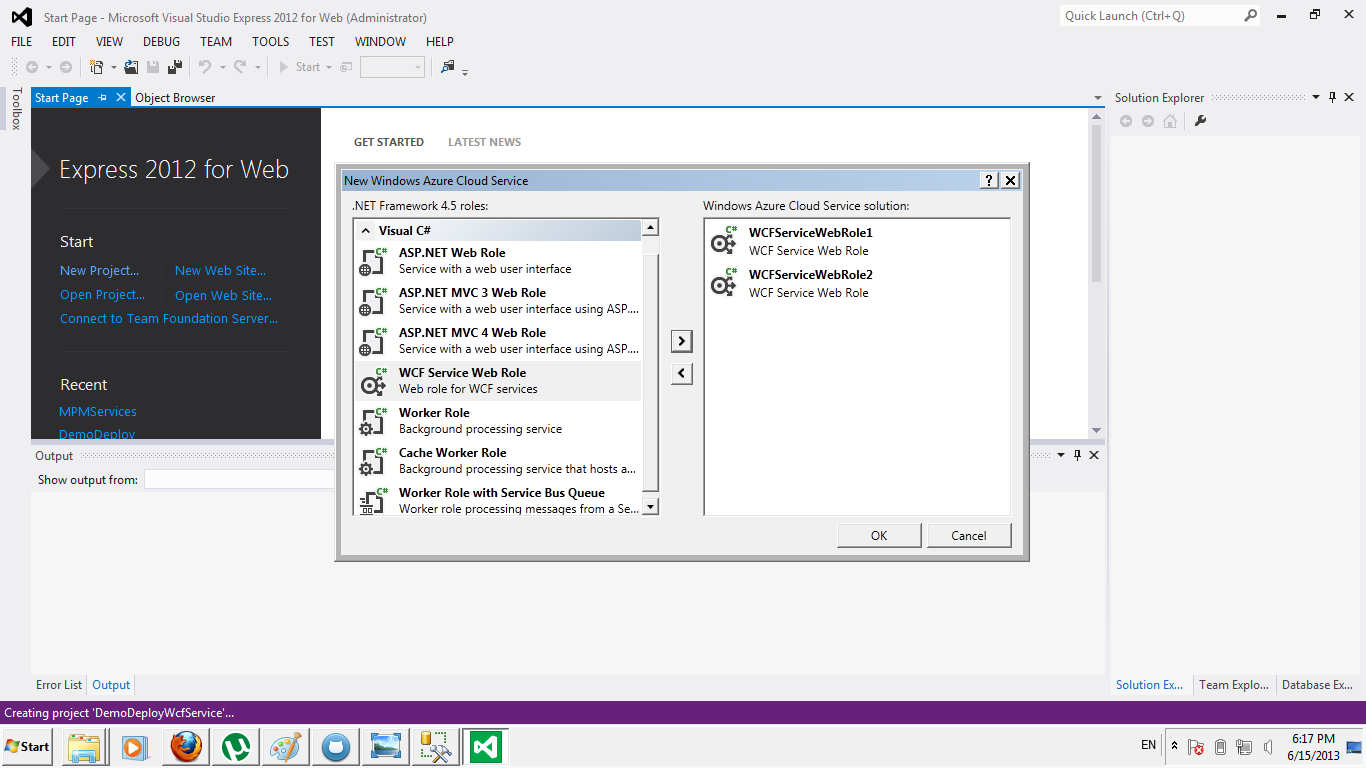 Start Page - Microsoft Visual Studio Express 2012 for Web (Administrator)
Quick Launch (Ctrl+Q)
FILE EDIT VIEW DEBUG TEAM TOOLS TEST WINDOW HELP
Start
Toolbox
Start Page
Object Browser
Express 2012 for Web
Start
New Project...
New Web Site...
Open Project...
Open Web Site...
Connect to Team Foundation Server...
Recent
MPMServices
DemoDeploy
GET STARTED
LATEST NEWS
New Windows Azure Cloud Service
.NET Framework 4.5 roles:
Visual C#
C#
ASP.NET Web Role
Service with a web user interface
C#
ASP.NET MVC 3 Web Role
Service with a web user interface using ASP....
C#
ASP.NET MVC 4 Web Role
Service with a web user interface using ASP....
C#
WCF Service Web Role
Web role for WCF services
C#
Worker Role
Background processing service
C#
Cache Worker Role
Background processing service that hosts a...
C#
Worker Role with Service Bus Queue
Worker role processing messages from a Se...
Windows Azure Cloud Service solution:
C#
WCFServiceWebRole1
WCF Service Web Role
C#
WCFServiceWebRole2
WCF Service Web Role
OK
Cancel
Solution Explorer
Output
Show output from:
Error List
Output
Solution Ex...
Team Explo...
Database Ex...
Creating project 'DemoDeployWcfService'...
Start
EN
6:17 PM
6/15/2013